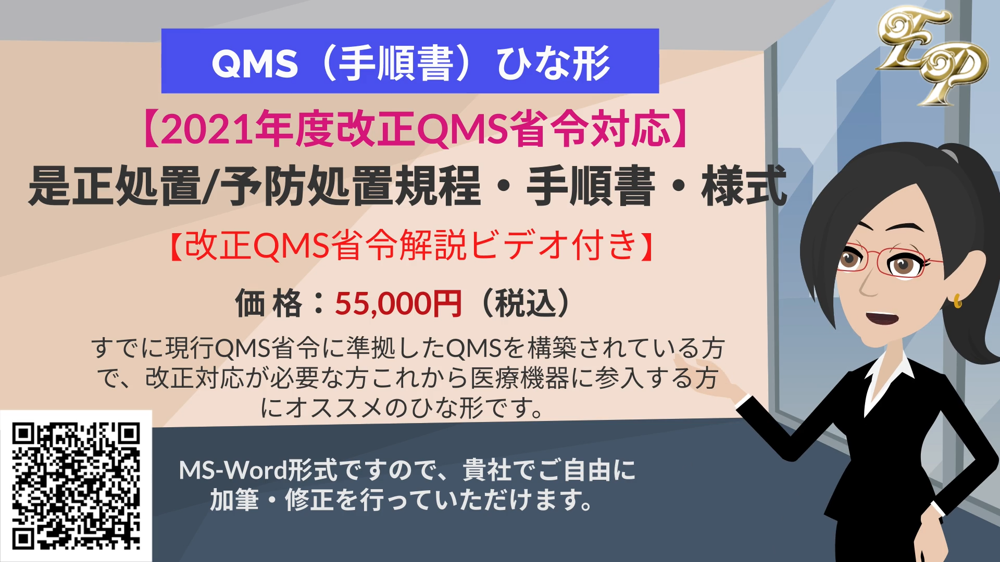 EP
QMS（手順書）ひな形
【2021年度改正QMS省令対応】
是正処置/予防処置規程・手順書・様式
【改正QMS省令解説ビデオ付き】
価 格：55,000円（税込）
すでに現行QMS省令に準拠したQMSを構築されている方
で、改正対応が必要な方これから医療機器に参入する方
にオススメのひな形です。
MS-Word形式ですので、貴社でご自由に
加筆・修正を行っていただけます。